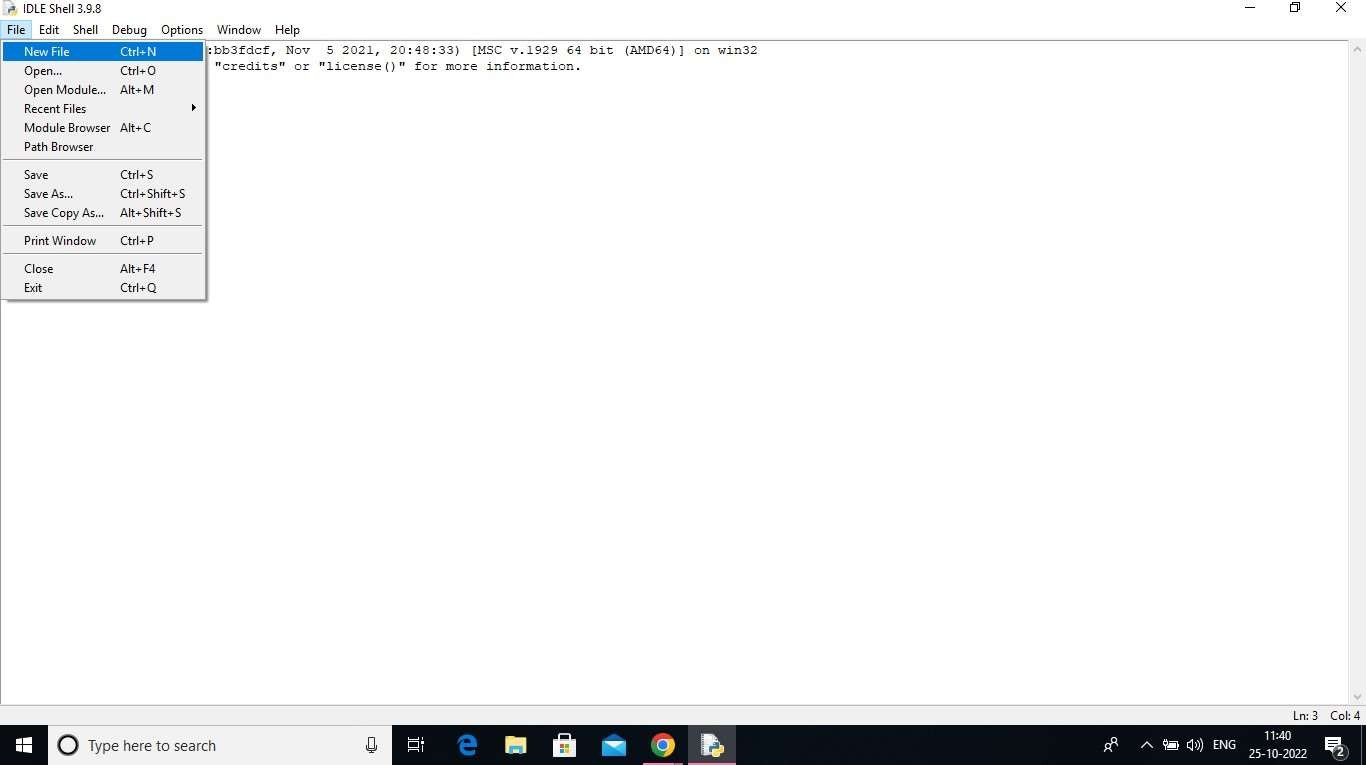 IDLE Shell 3.9.8
File Edit Shell Debug Options Window Help
:bb3fdcf, Nov  5 2021, 20:48:33) [MSC v.1929 64 bit (AMD64)] on win32
"credits" or "license()" for more information.
New File Ctrl+N
Open... Ctrl+O
Open Module... Alt+M
Recent Files
Module Browser Alt+C
Path Browser
Save Ctrl+S
Save As... Ctrl+Shift+S
Save Copy As... Alt+Shift+S
Print Window Ctrl+P
Close Alt+F4
Exit Ctrl+Q
Ln: 3 Col: 4
Type here to search
ENG
11:40
25-10-2022
2